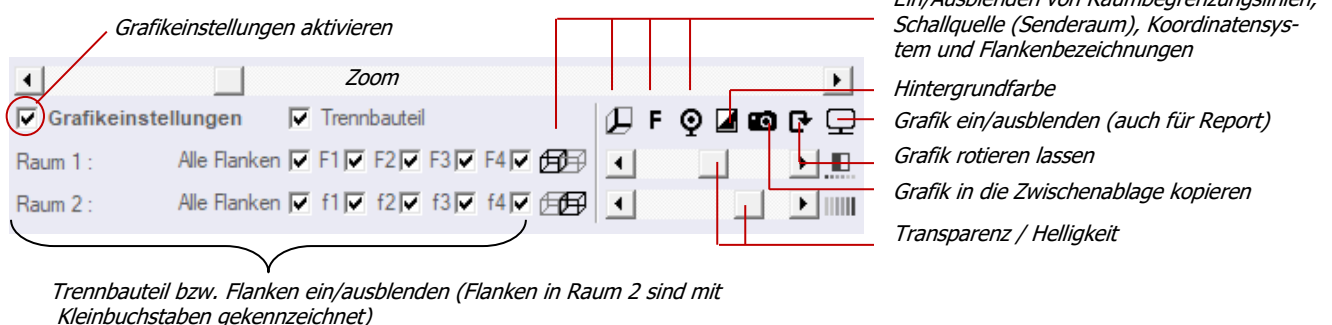 Ein/Ausblenden von Raumbegrenzungslinien,
Schallquelle (Senderaum), Koordinatensys-
tem und Flankenbezeichnungen
Grafikeinstellungen aktivieren
Zoom
Hintergrundfarbe
Grafikeinstellungen Trennbauteil F
Grafik ein/ausblenden (auch für Report)
Raum 1 : Alle Flanken F1 F2 F3 F4
Grafik rotieren lassen
Grafik in die Zwischenablage kopieren
Raum 2 : Alle Flanken f1 f2 f3 f4
Transparenz / Helligkeit
Trennbauteil bzw. Flanken ein/ausblenden (Flanken in Raum 2 sind mit
Kleinbuchstaben gekennzeichnet)